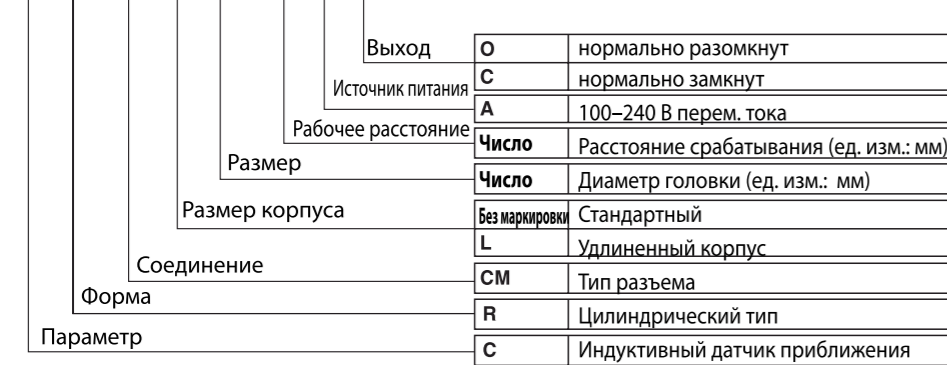 Выход O нормально разомкнут
C нормально замкнут
Источник питания A 100–240 В перем. тока
Рабочее расстояние Число Расстояние срабатывания (ед. изм.: мм)
Размер Число Диаметр головки (ед. изм.: мм)
Размер корпуса Без маркировки Стандартный
L Удлиненный корпус
Соединение CM Тип разъема
Форма R Цилиндрический тип
Параметр C Индуктивный датчик приближения